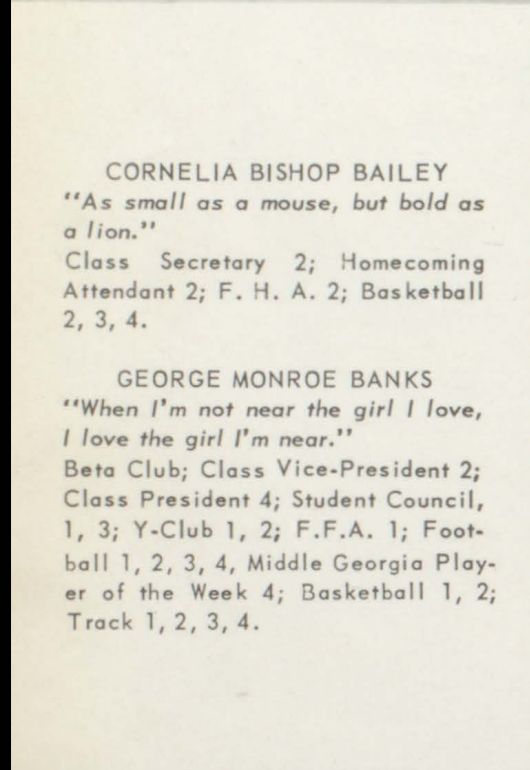 CORNELIA BISHOP BAILEY
"As small as a mouse, but bold as
a lion."
Class Secretary 2; Homecoming
Attendant 2; F. H. A. 2; Basketball
2, 3, 4.
GEORGE MONROE BANKS
"When I'm not near the girl I love,
I love the girl I'm near."
Beta Club; Class Vice-President 2;
Class President 4; Student Council,
1, 3; Y-Club 1, 2; F.F.A. 1; Foot-
ball 1, 2, 3, 4, Middle Georgia Play-
er of the Week 4; Basketball 1, 2;
Track 1, 2, 3, 4.